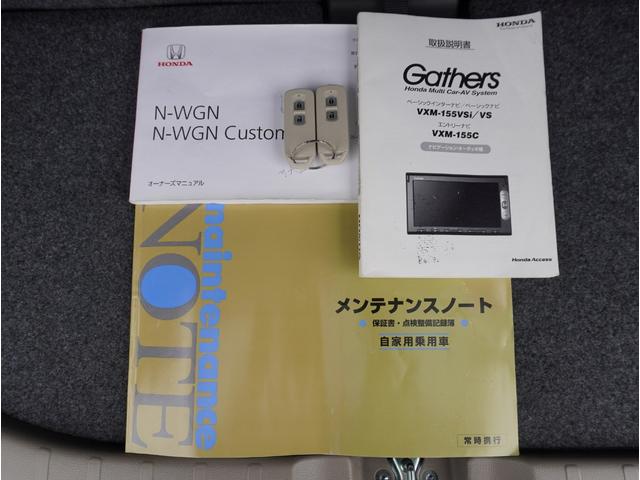 HONDA
N-WGN
N-WGN Custom
オーナーズマニュアル
HONDA
取扱説明書
Gathers
Honda Multi Car-AV System
ベーシックインターナビ／ベーシックナビ
VXM-155VSi／VS
エントリーナビ
VXM-155C
ナビゲーション・オーディオ編
Honda Access
maintenance
NOTE
メンテナンスノート
保証書・点検整備記録簿
自家用乗用車
常時携行